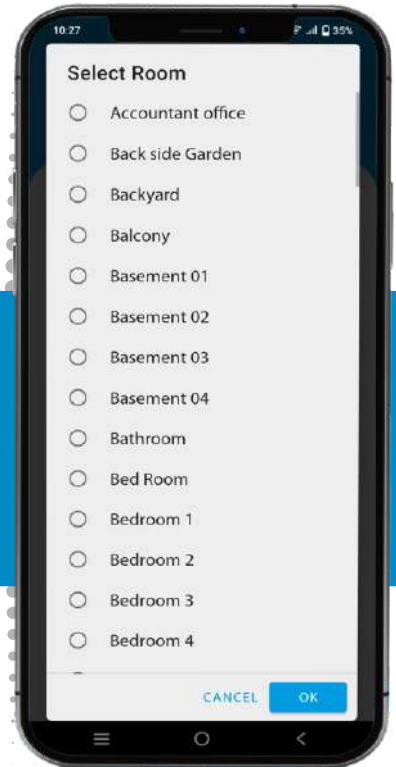 10:27
35%
Select Room
Accountant office
Back side Garden
Backyard
Balcony
Basement 01
Basement 02
Basement 03
Basement 04
Bathroom
Bed Room
Bedroom 1
Bedroom 2
Bedroom 3
Bedroom 4
CANCEL
OK